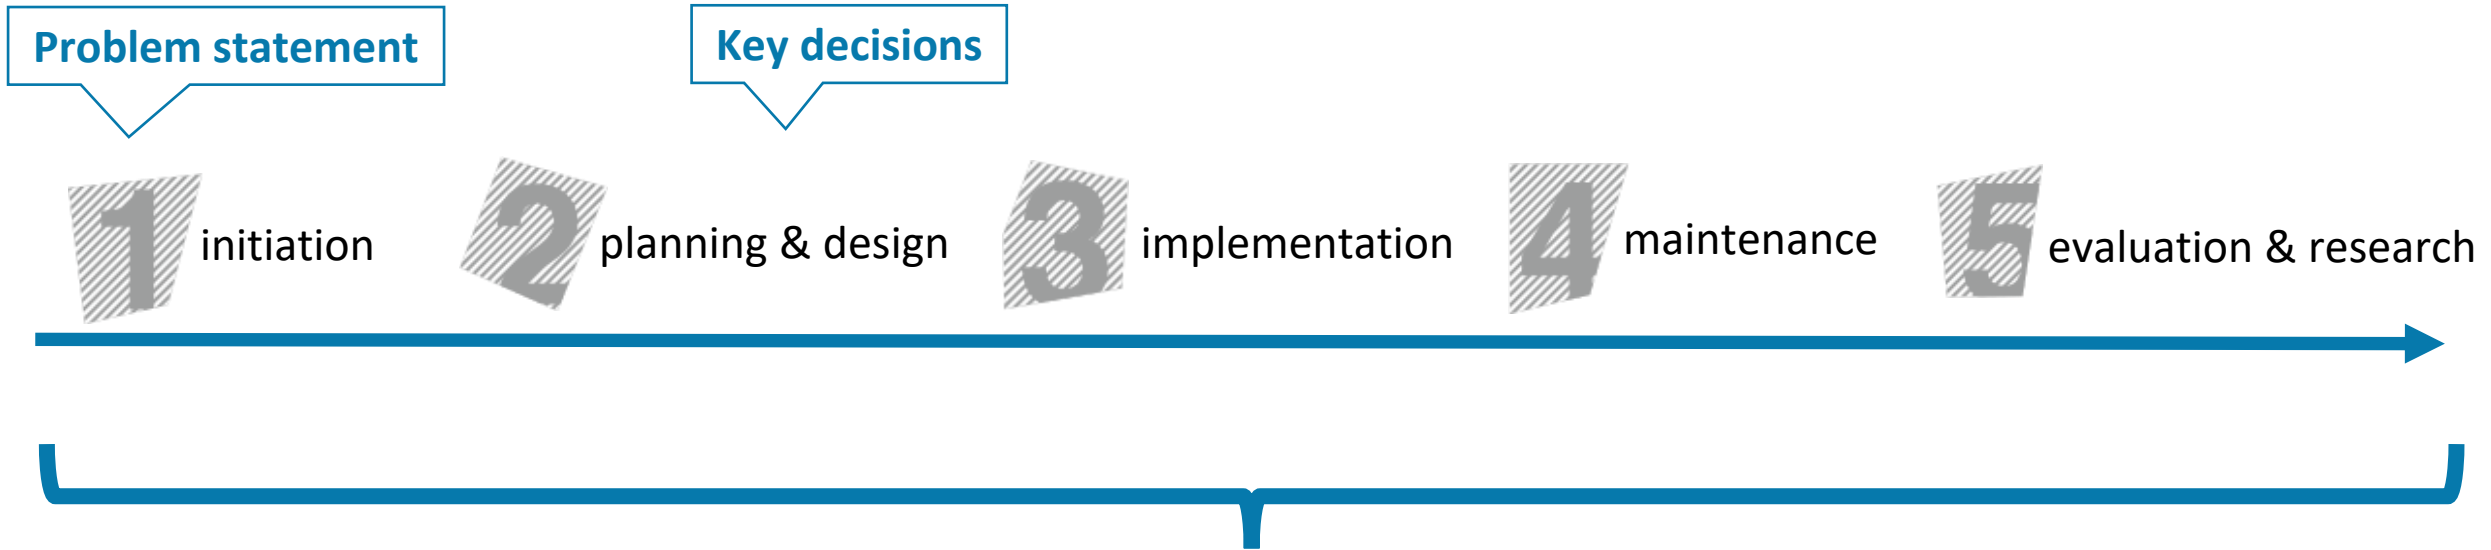 Problem statement
Key decisions
1 initiation
2 planning & design
3 implementation
4 maintenance
5 evaluation & research